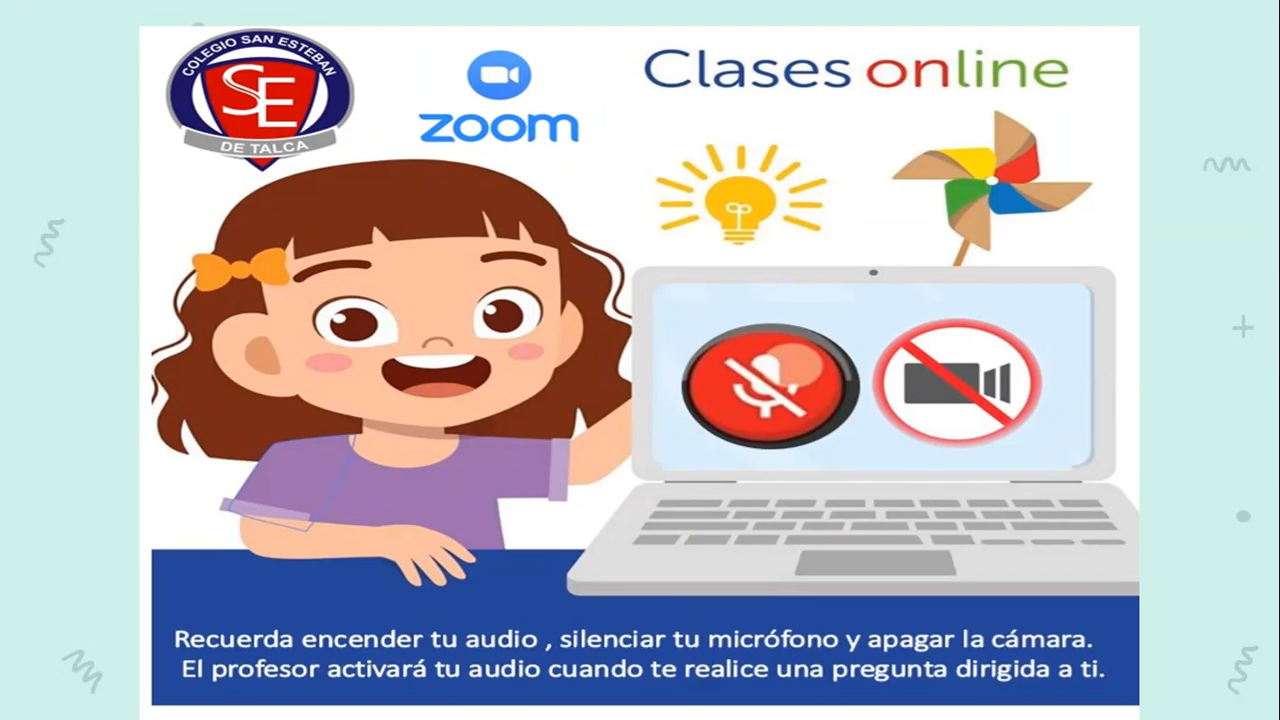 COLEGIO SAN ESTEBAN
SE
DE TALCA
zoom
Clases online
Recuerda encender tu audio , silenciar tu micrófono y apagar la cámara.
El profesor activará tu audio cuando te realice una pregunta dirigida a ti.